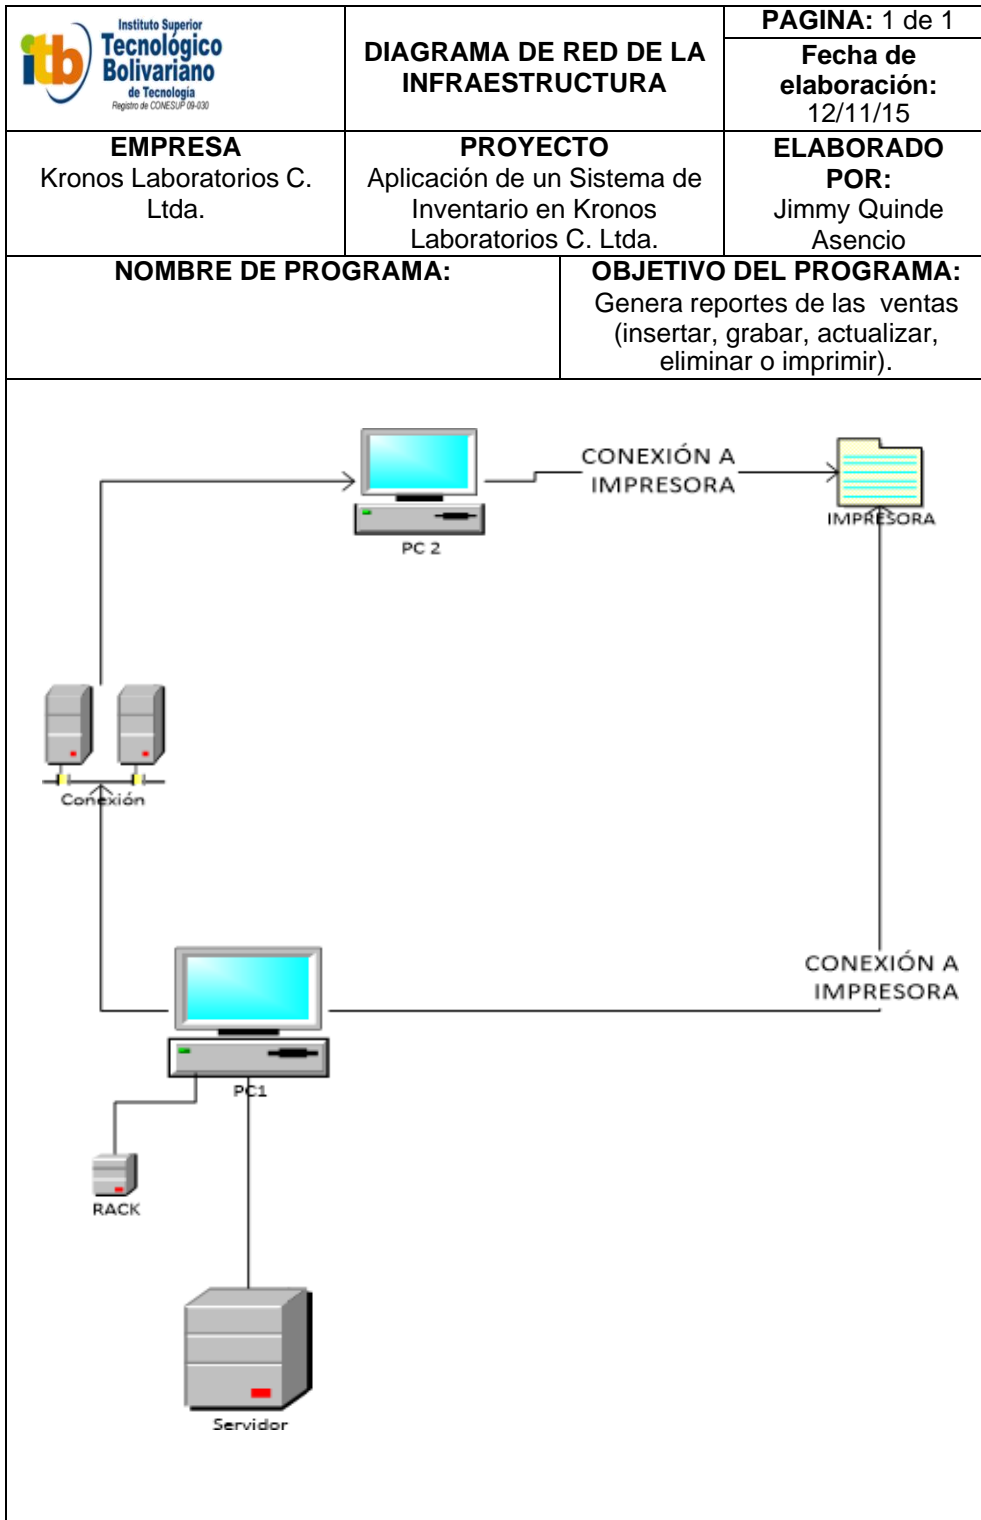 Instituto Superior
Tecnológico
Bolivariano
de Tecnología
Registro de CONESUP 09-030
itb
DIAGRAMA DE RED DE LA
INFRAESTRUCTURA
PAGINA: 1 de 1
Fecha de
elaboración:
12/11/15
EMPRESA
Kronos Laboratorios C.
Ltda.
PROYECTO
Aplicación de un Sistema de
Inventario en Kronos
Laboratorios C. Ltda.
ELABORADO
POR:
Jimmy Quinde
Asencio
NOMBRE DE PROGRAMA:
OBJETIVO DEL PROGRAMA:
Genera reportes de las  ventas
(insertar, grabar, actualizar,
eliminar o imprimir).
CONEXIÓN A
IMPRESORA
IMPRESORA
PC 2
Conexión
CONEXIÓN A
IMPRESORA
PC1
RACK
Servidor